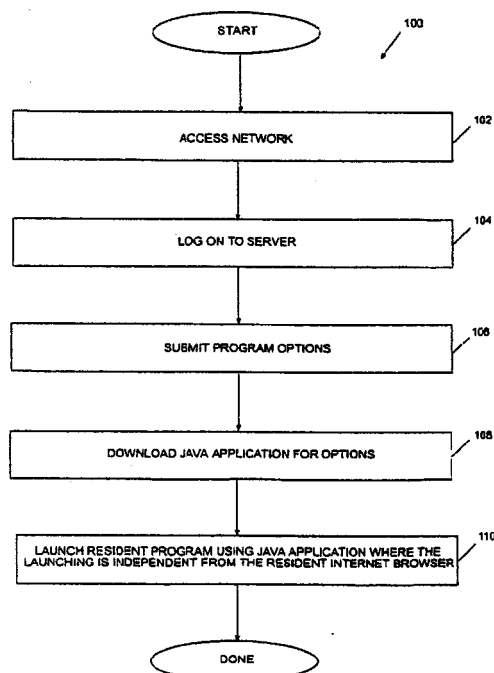 START
100
ACCESS NETWORK
102
LOG ON TO SERVER
104
SUBMIT PROGRAM OPTIONS
106
DOWNLOAD JAVA APPLICATION FOR OPTIONS
108
LAUNCH RESIDENT PROGRAM USING JAVA APPLICATION WHERE THE
LAUNCHING IS INDEPENDENT FROM THE RESIDENT INTERNET BROWSER
110
DONE